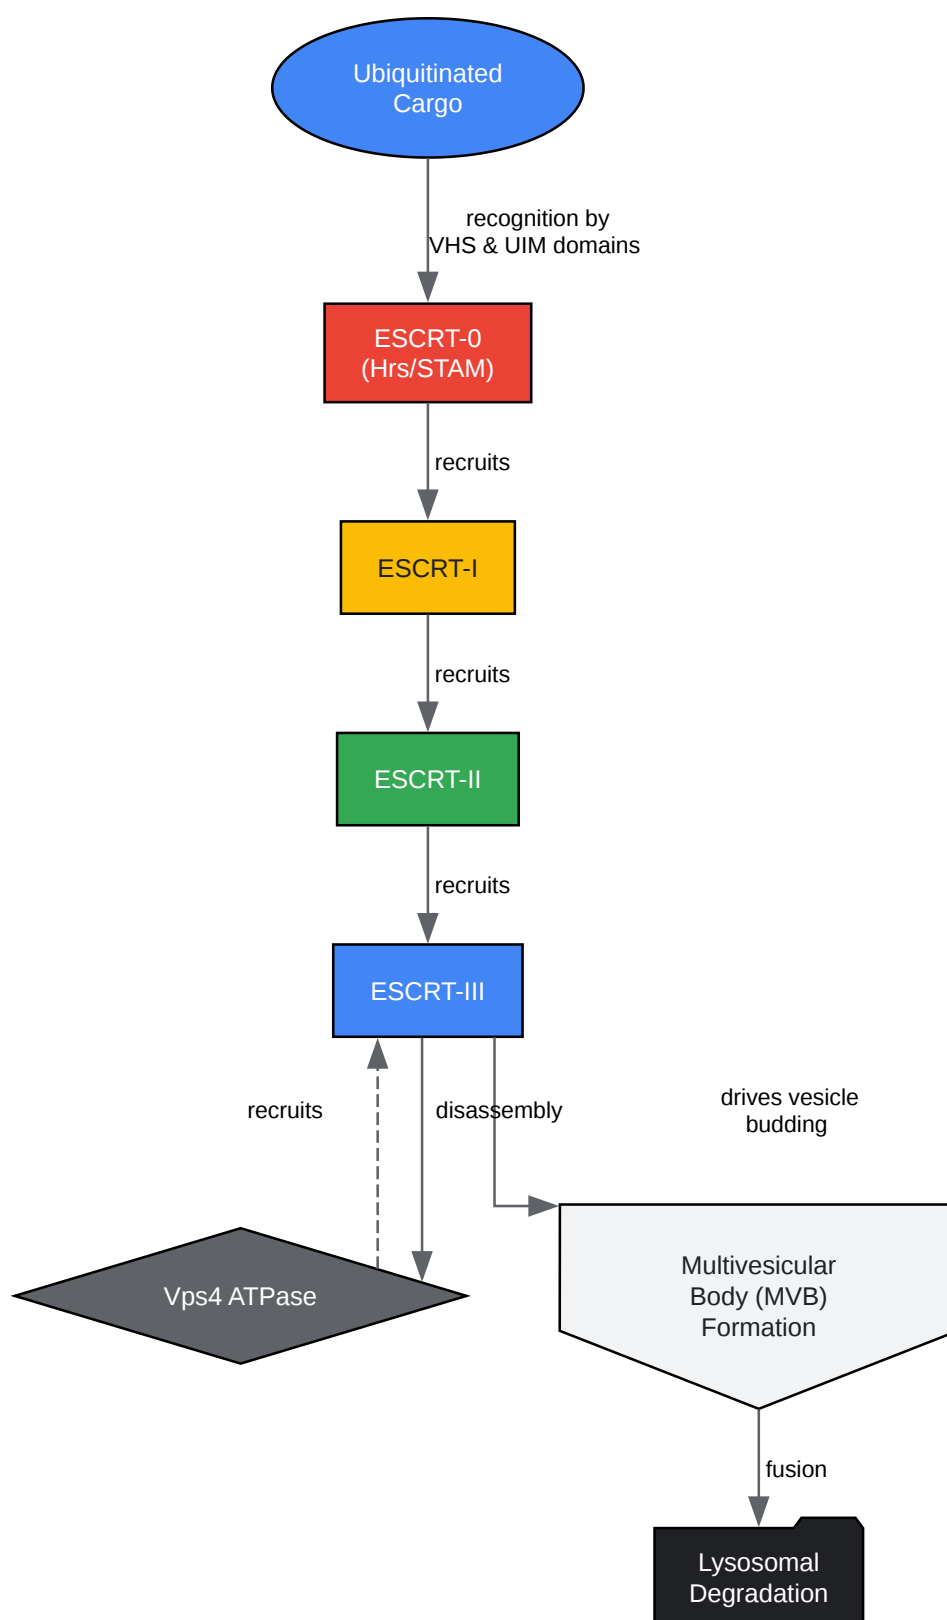 Ubiquitinated
Cargo
recognition by
VHS & UIM domains
ESCRT-0
(Hrs/STAM)
recruits
ESCRT-I
recruits
ESCRT-II
recruits
ESCRT-III
recruits
disassembly
drives vesicle
budding
Vps4 ATPase
Multivesicular
Body (MVB)
Formation
fusion
Lysosomal
Degradation